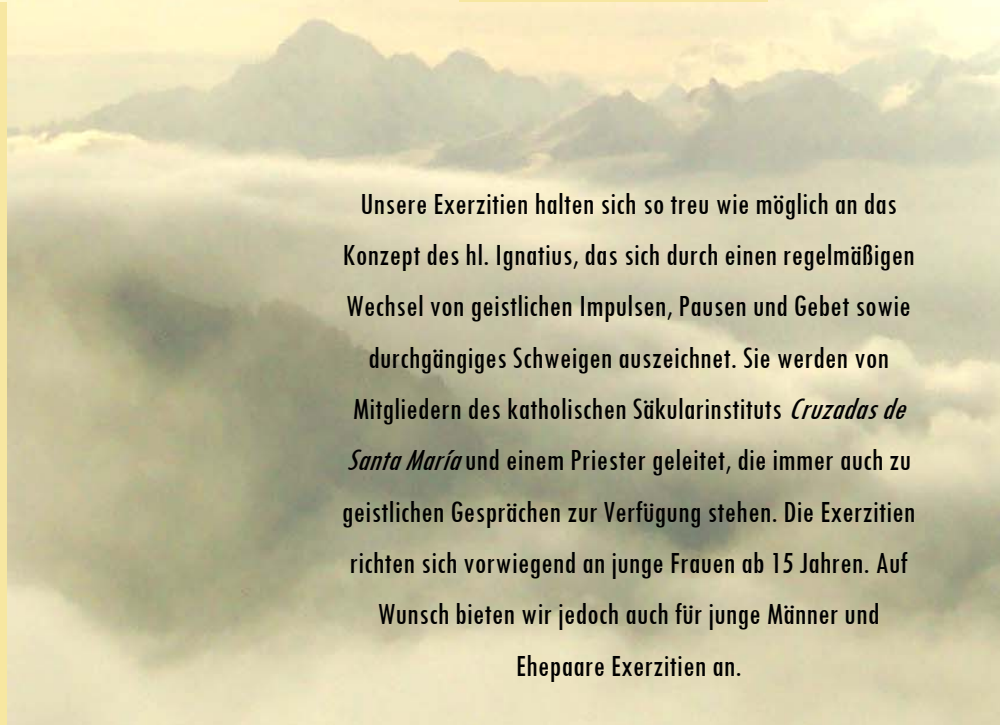 Unsere Exerzitien halten sich so treu wie möglich an das
Konzept des hl. Ignatius, das sich durch einen regelmäßigen
Wechsel von geistlichen Impulsen, Pausen und Gebet sowie
durchgängiges Schweigen auszeichnet. Sie werden von
Mitgliedern des katholischen Säkularinstituts Cruzadas de
Santa María und einem Priester geleitet, die immer auch zu
geistlichen Gesprächen zur Verfügung stehen. Die Exerzitien
richten sich vorwiegend an junge Frauen ab 15 Jahren. Auf
Wunsch bieten wir jedoch auch für junge Männer und
Ehepaare Exerzitien an.